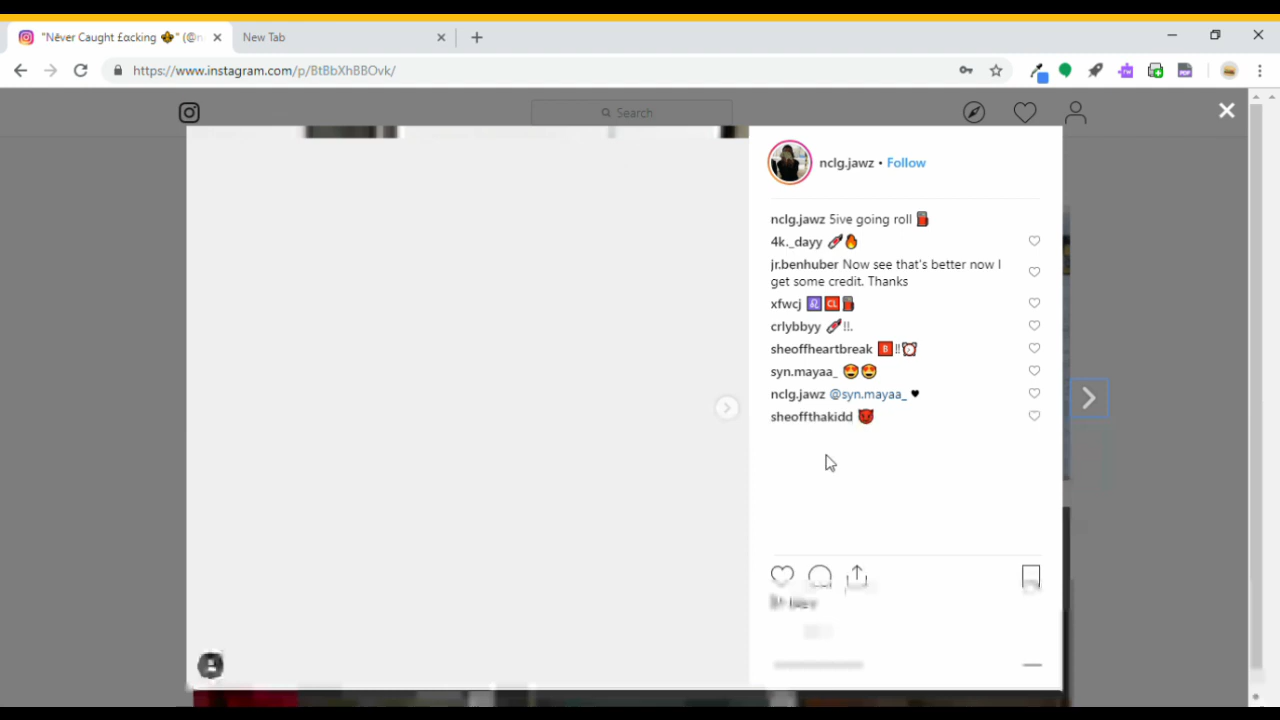 "Nêver Caught £acking ⚜" (@n
New Tab
https://www.instagram.com/p/BtBbXhBBOvk/
Search
nclg.jawz • Follow
nclg.jawz 5ive going roll ⛽
4k._dayy 🧨🔥
jr.benhuber Now see that's better now I
get some credit. Thanks
xfwcj ♌🆑⛽
crlybbyy 🧨!!.
sheoffheartbreak 🅱‼⏰
syn.mayaa_ 😍😍
nclg.jawz @syn.mayaa_ ♥
sheoffthakidd 👿